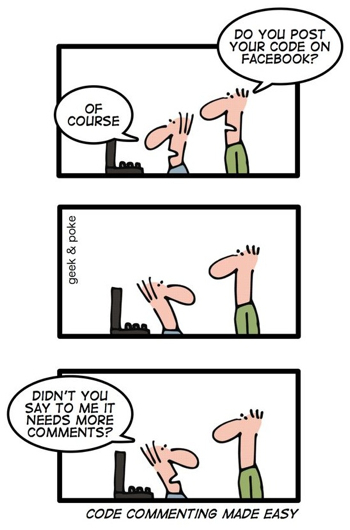 DO YOU POST
YOUR CODE ON
FACEBOOK?
OF
COURSE
geek & poke
DIDN'T YOU
SAY TO ME IT
NEEDS MORE
COMMENTS?
CODE COMMENTING MADE EASY